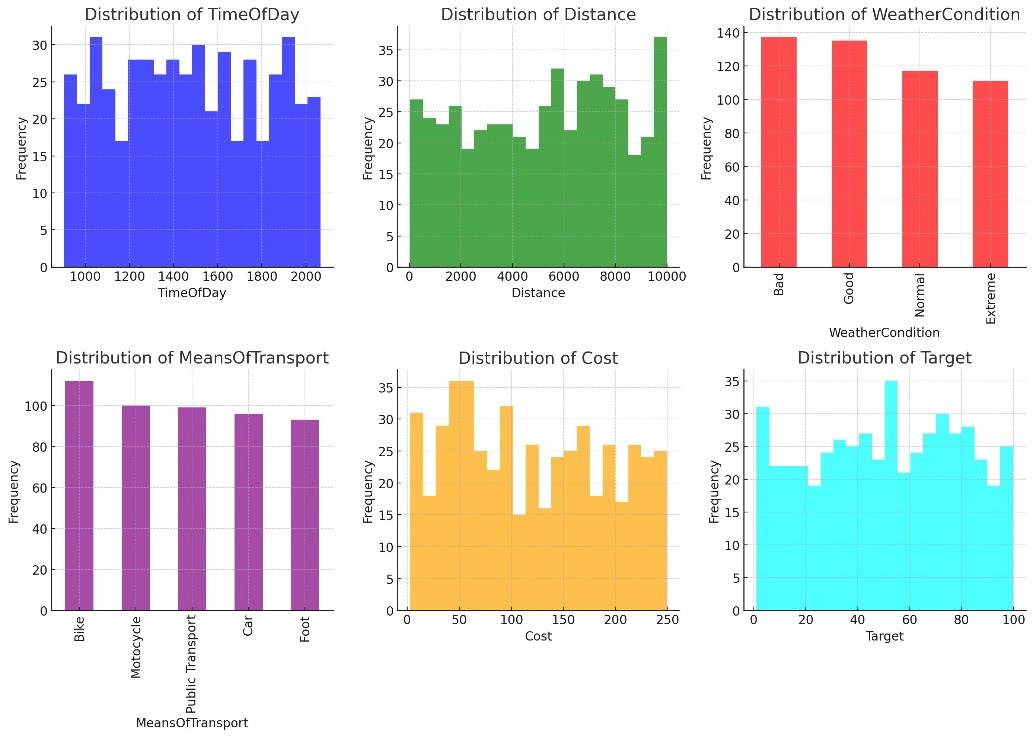 Distribution of TimeOfDay
Frequency
30
25
20
15
10
5
0
1000 1200 1400 1600 1800 2000
TimeOfDay
Distribution of Distance
Frequency
35
30
25
20
15
10
5
0
0 2000 4000 6000 8000 10000
Distance
Distribution of WeatherCondition
Frequency
140
120
100
80
60
40
20
0
Bad
Good
Normal
Extreme
WeatherCondition
Distribution of MeansOfTransport
Frequency
100
80
60
40
20
0
Bike
Motocycle
Public Transport
Car
Foot
MeansOfTransport
Distribution of Cost
Frequency
35
30
25
20
15
10
5
0
0 50 100 150 200 250
Cost
Distribution of Target
Frequency
35
30
25
20
15
10
5
0
0 20 40 60 80 100
Target